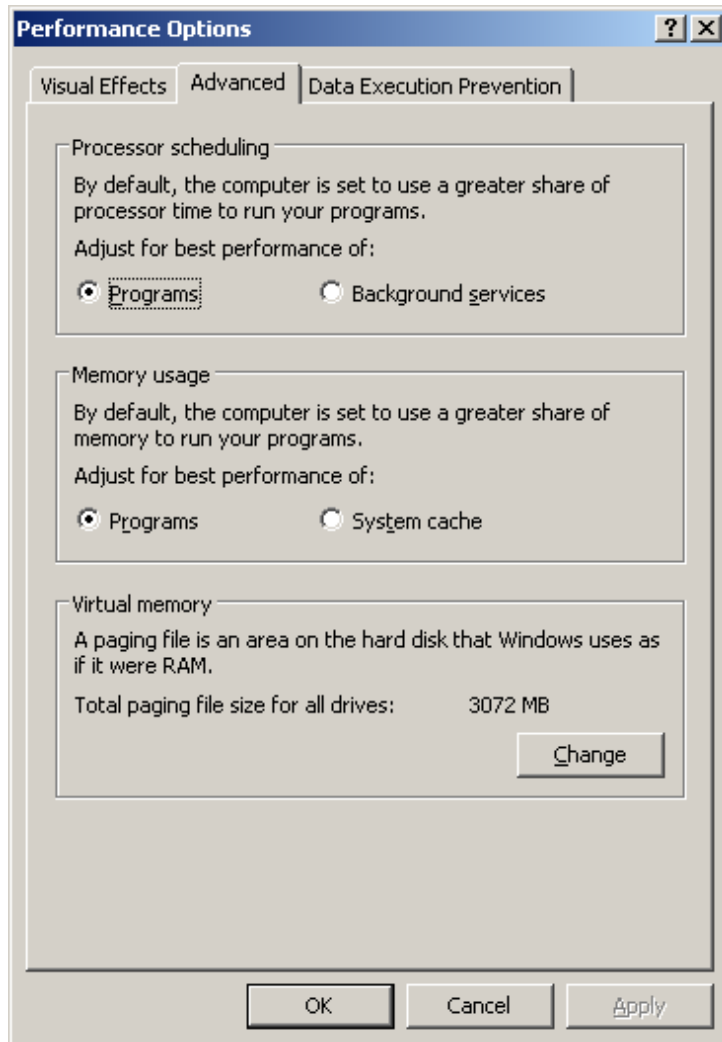 Performance Options
Visual Effects Advanced Data Execution Prevention
Processor scheduling
By default, the computer is set to use a greater share of
processor time to run your programs.
Adjust for best performance of:
Programs Background services
Memory usage
By default, the computer is set to use a greater share of
memory to run your programs.
Adjust for best performance of:
Programs System cache
Virtual memory
A paging file is an area on the hard disk that Windows uses as
if it were RAM.
Total paging file size for all drives: 3072 MB
Change
OK Cancel Apply